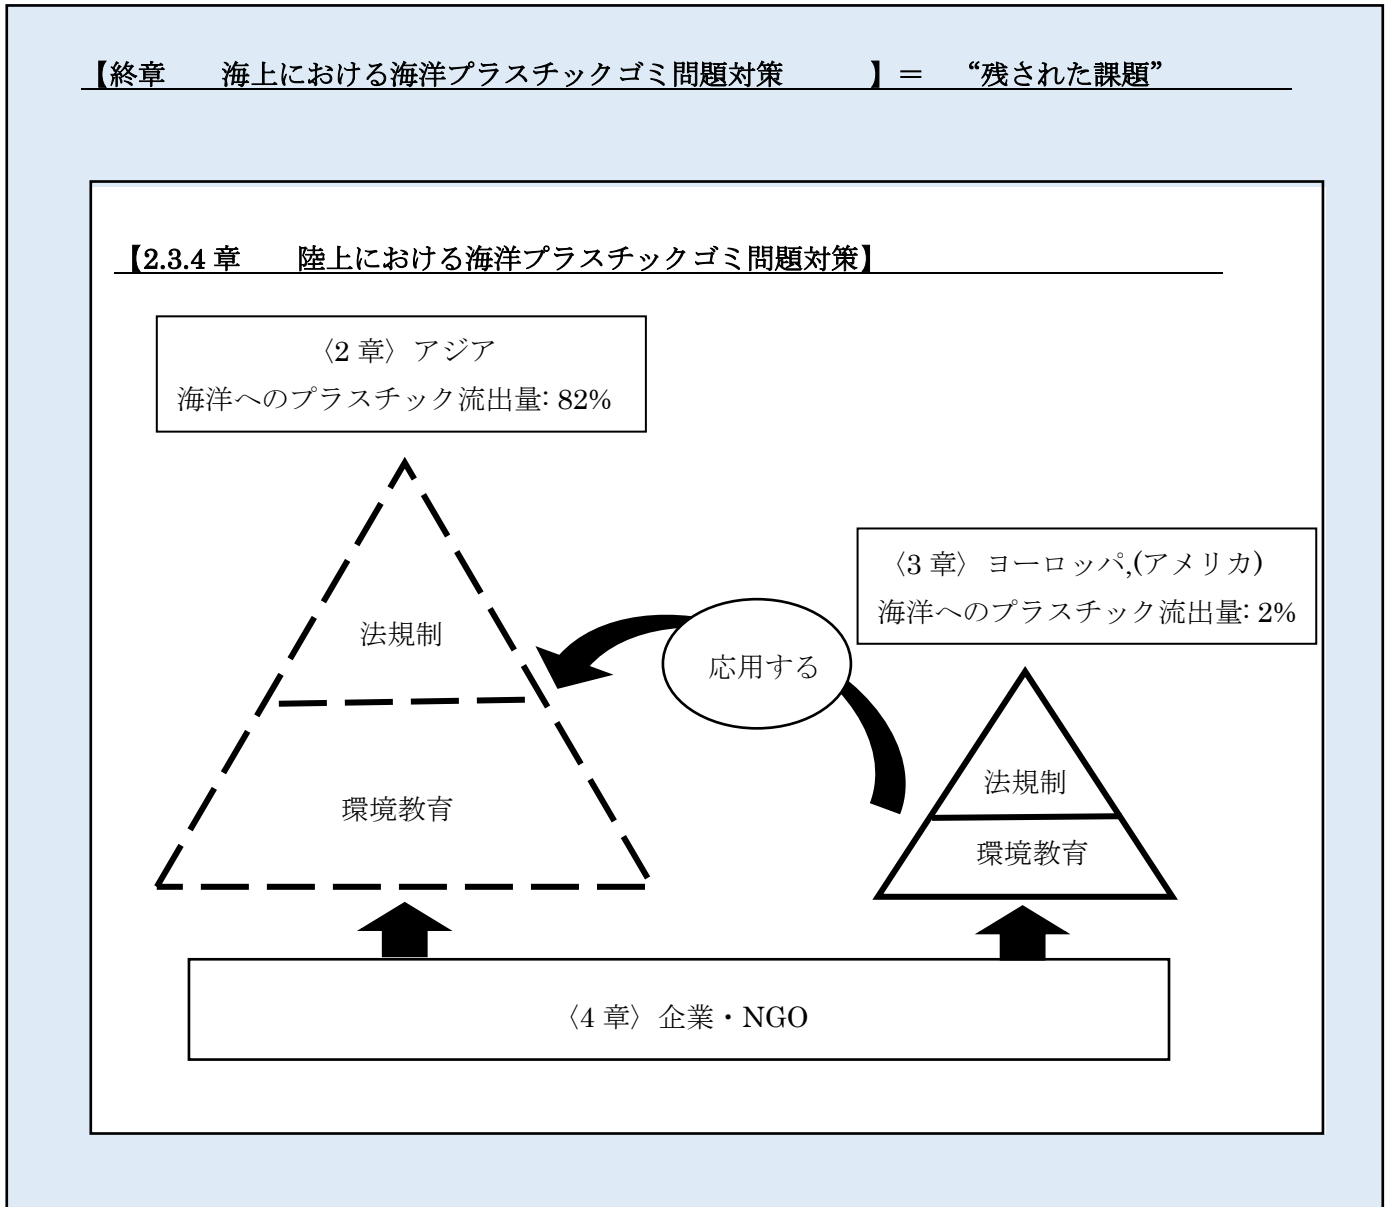 【終章　　海上における海洋プラスチックゴミ問題対策　　　】＝　“残された課題”
【2.3.4 章　　陸上における海洋プラスチックゴミ問題対策】
〈2 章〉アジア
海洋へのプラスチック流出量: 82%
〈3 章〉ヨーロッパ,(アメリカ)
海洋へのプラスチック流出量: 2%
法規制
応用する
法規制
環境教育
環境教育
〈4 章〉企業・NGO